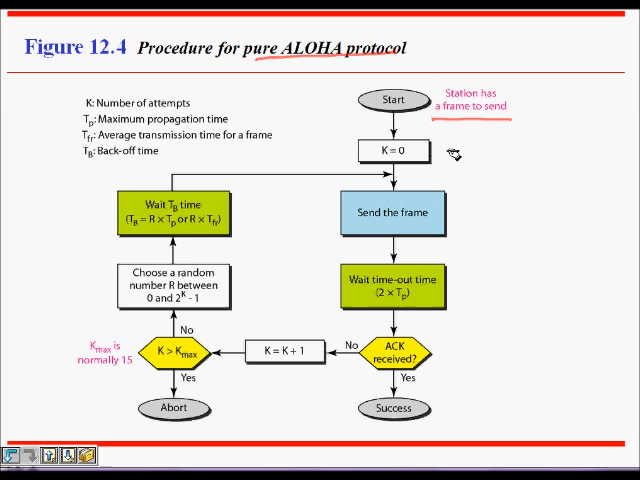 Figure 12.4 Procedure for pure ALOHA protocol
K: Number of attempts
Tp: Maximum propagation time
Tfr: Average transmission time for a frame
TB: Back-off time
Start
Station has
a frame to send
K = 0
Wait TB time
(TB = R × Tp or R × Tfr)
Send the frame
Choose a random
number R between
0 and 2^K - 1
Wait time-out time
(2 × Tp)
Kmax is
normally 15
K > Kmax
No
Yes
K = K + 1
No
ACK
received?
Yes
Abort
Success